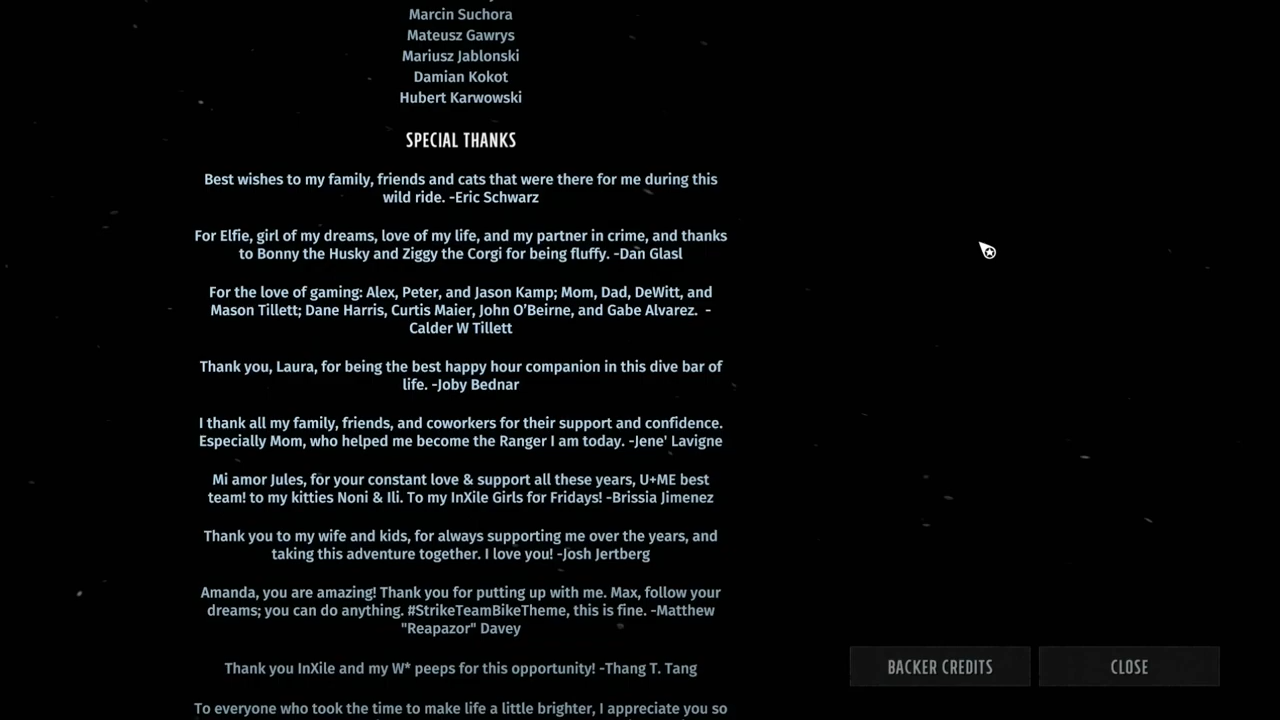 Marcin Suchora
Mateusz Gawrys
Mariusz Jablonski
Damian Kokot
Hubert Karwowski
SPECIAL THANKS
Best wishes to my family, friends and cats that were there for me during this
wild ride. -Eric Schwarz
For Elfie, girl of my dreams, love of my life, and my partner in crime, and thanks
to Bonny the Husky and Ziggy the Corgi for being fluffy. -Dan Glasl
For the love of gaming: Alex, Peter, and Jason Kamp; Mom, Dad, DeWitt, and
Mason Tillett; Dane Harris, Curtis Maier, John O’Beirne, and Gabe Alvarez.  -
Calder W Tillett
Thank you, Laura, for being the best happy hour companion in this dive bar of
life. -Joby Bednar
I thank all my family, friends, and coworkers for their support and confidence.
Especially Mom, who helped me become the Ranger I am today. -Jene' Lavigne
Mi amor Jules, for your constant love & support all these years, U+ME best
team! to my kitties Noni & Ili. To my InXile Girls for Fridays! -Brissia Jimenez
Thank you to my wife and kids, for always supporting me over the years, and
taking this adventure together. I love you! -Josh Jertberg
Amanda, you are amazing! Thank you for putting up with me. Max, follow your
dreams; you can do anything. #StrikeTeamBikeTheme, this is fine. -Matthew
"Reapazor" Davey
Thank you InXile and my W* peeps for this opportunity! -Thang T. Tang
To everyone who took the time to make life a little brighter, I appreciate you so
BACKER CREDITS
CLOSE